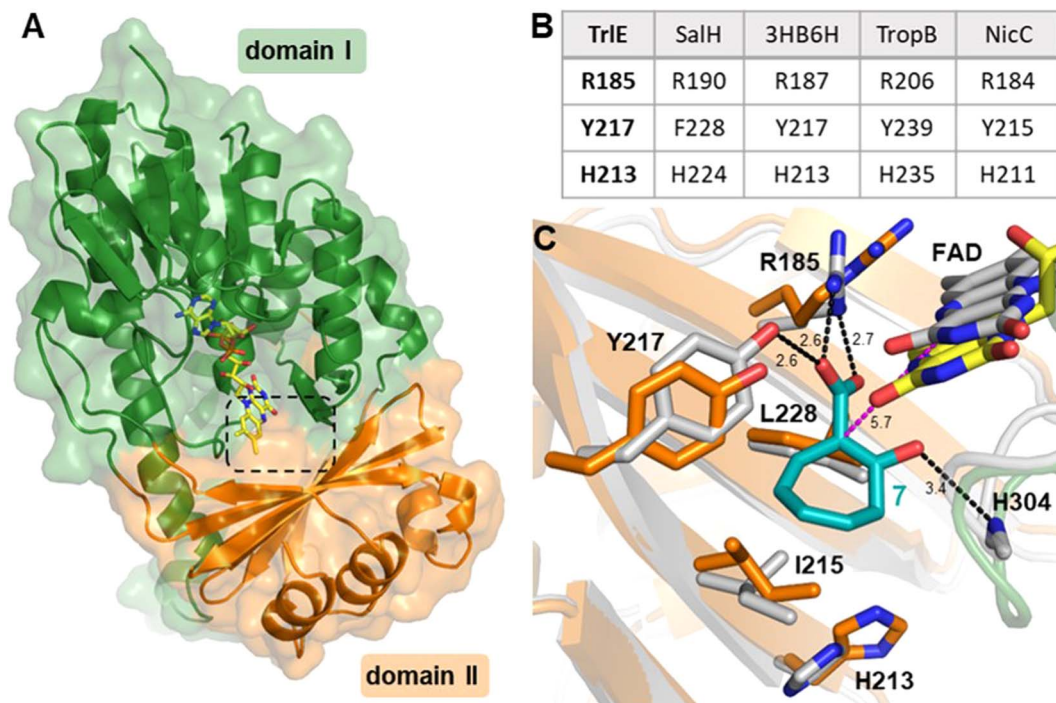 A
domain I
domain II
B
TrlE SalH 3HB6H TropB NicC
R185 R190 R187 R206 R184
Y217 F228 Y217 Y239 Y215
H213 H224 H213 H235 H211
C
R185
FAD
Y217
2.6
2.6
2.7
L228
5.7
7
3.4
H304
I215
H213